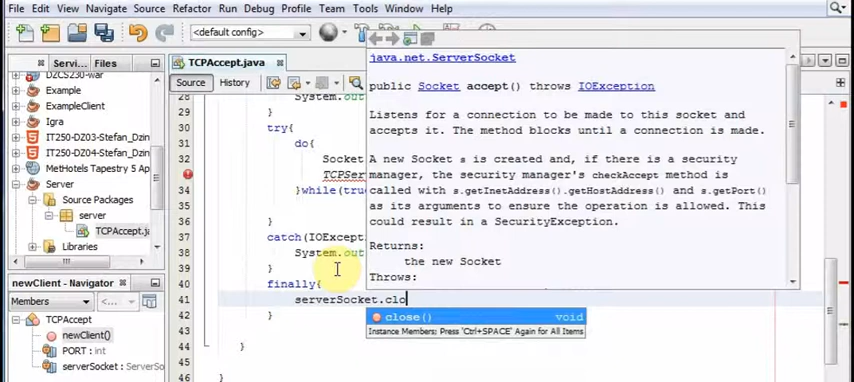 File Edit View Navigate Source Refactor Run Debug Profile Team Tools Window Help
<default config>
Servi... Files
TCPAccept.java
DZCS230-war
Example
ExampleClient
Igra
IT250-DZ03-Stefan_Dzin
IT250-DZ04-Stefan_Dzin
MetHotels Tapestry 5 Ap
Server
Source Packages
server
TCPAccept.ja
Libraries
newClient() - Navigator
Members
<empty>
TCPAccept
newClient()
PORT : int
serverSocket : ServerSo
Source History
28 System.out
29 }
30 try{
31 do{
32 Socket
TCPSer
34 }while(tru
35
36 }
37 catch(IOExcepti
38 System.out
39 }
40 finally{
41 serverSocket.clo
42 }
43
44 }
45
46 }
java.net.ServerSocket
public Socket accept() throws IOException
Listens for a connection to be made to this socket and
accepts it. The method blocks until a connection is made.
A new Socket s is created and, if there is a security
manager, the security manager's checkAccept method is
called with s.getInetAddress().getHostAddress() and s.getPort()
as its arguments to ensure the operation is allowed. This
could result in a SecurityException.
Returns:
the new Socket
Throws:
close() void
Instance Members; Press 'Ctrl+SPACE' Again for All Items